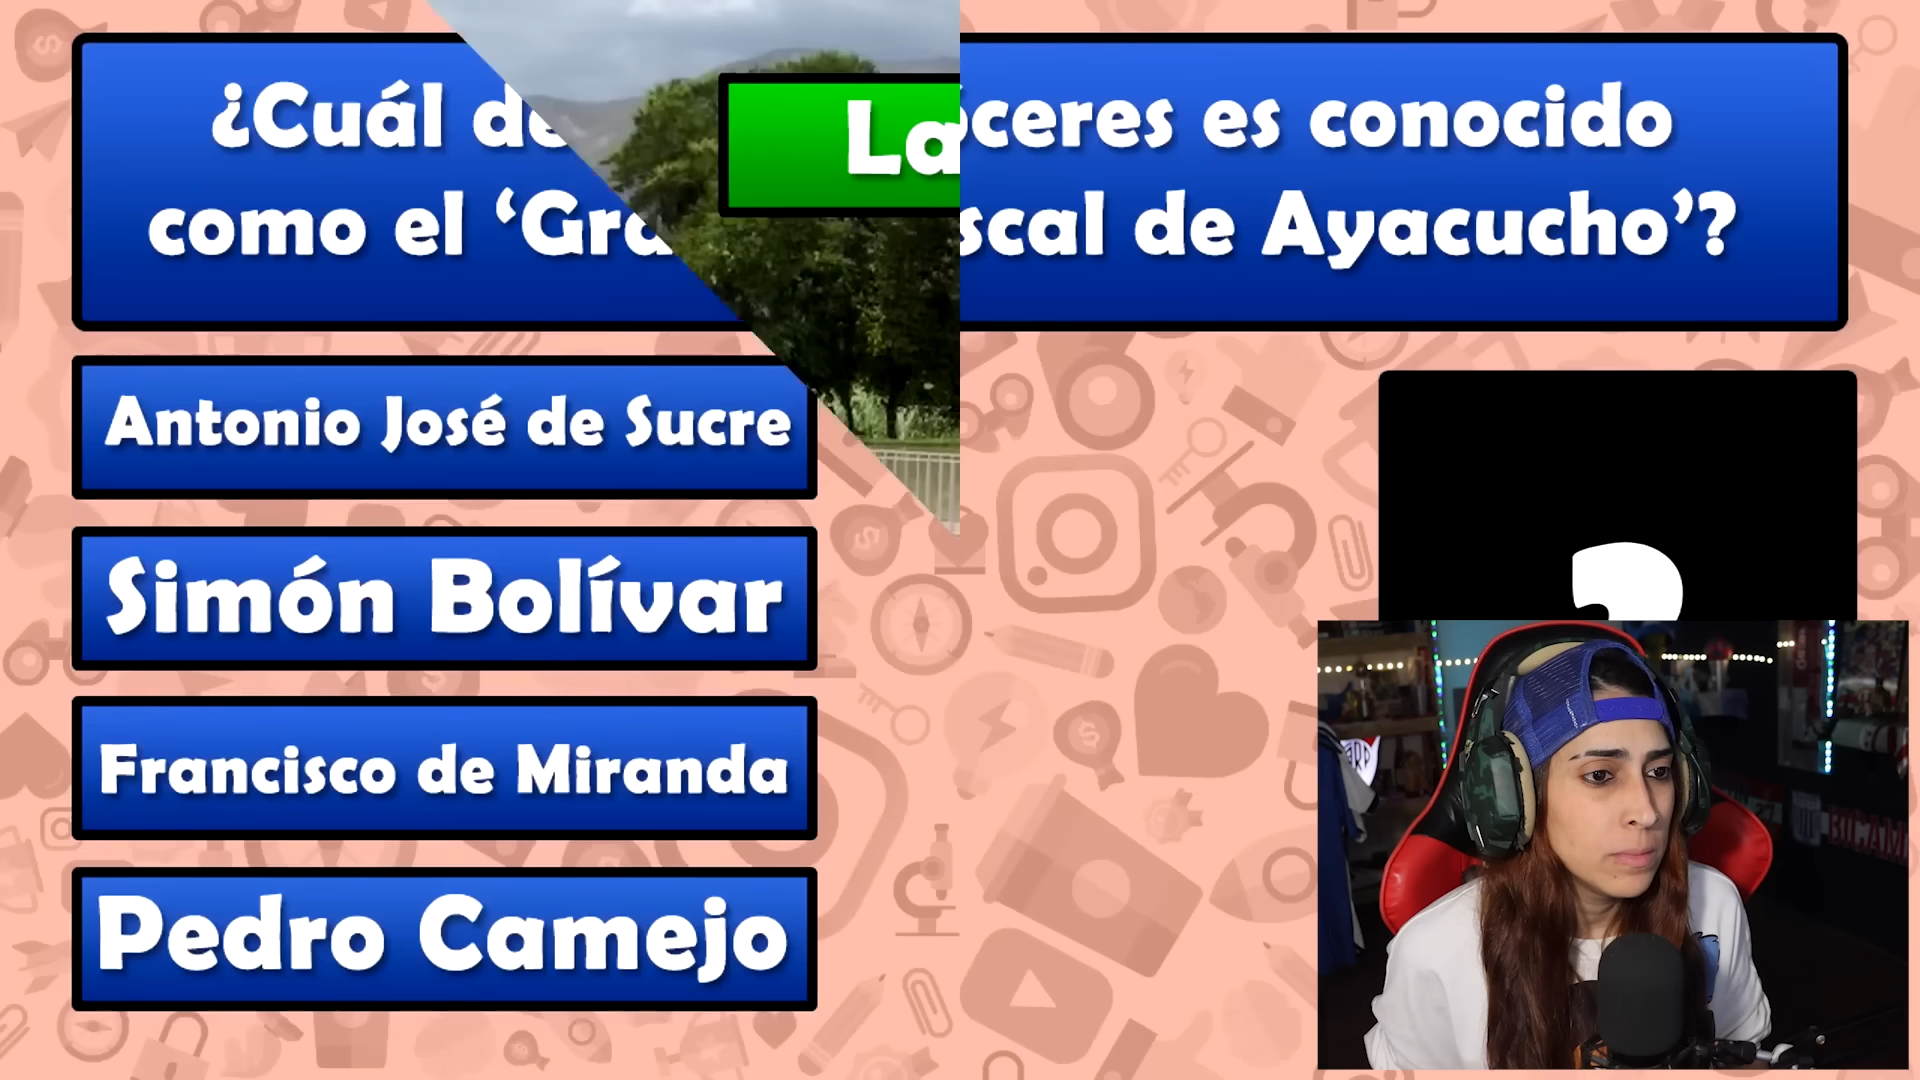 ¿Cuál de
La
ceres es conocido
como el ‘Gra
scal de Ayacucho’?
Antonio José de Sucre
Simón Bolívar
Francisco de Miranda
Pedro Camejo
?